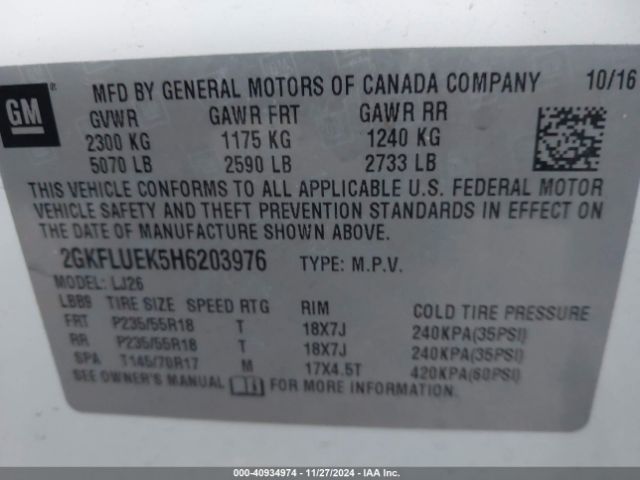 GM ®
MFD BY GENERAL MOTORS OF CANADA COMPANY 10/16
GVWR GAWR FRT GAWR RR
2300 KG 1175 KG 1240 KG
5070 LB 2590 LB 2733 LB
THIS VEHICLE CONFORMS TO ALL APPLICABLE U.S. FEDERAL MOTOR
VEHICLE SAFETY AND THEFT PREVENTION STANDARDS IN EFFECT ON
THE DATE OF MANUFACTURE SHOWN ABOVE.
2GKFLUEK5H6203976 TYPE: M.P.V.
MODEL: LJ26
LBB9 TIRE SIZE SPEED RTG RIM COLD TIRE PRESSURE
FRT P235/55R18 T 18X7J 240KPA(35PSI)
RR P235/55R18 T 18X7J 240KPA(35PSI)
SPA T145/70R17 M 17X4.5T 420KPA(60PSI)
SEE OWNER'S MANUAL FOR MORE INFORMATION.
000-40934974 - 11/27/2024 - IAA Inc.